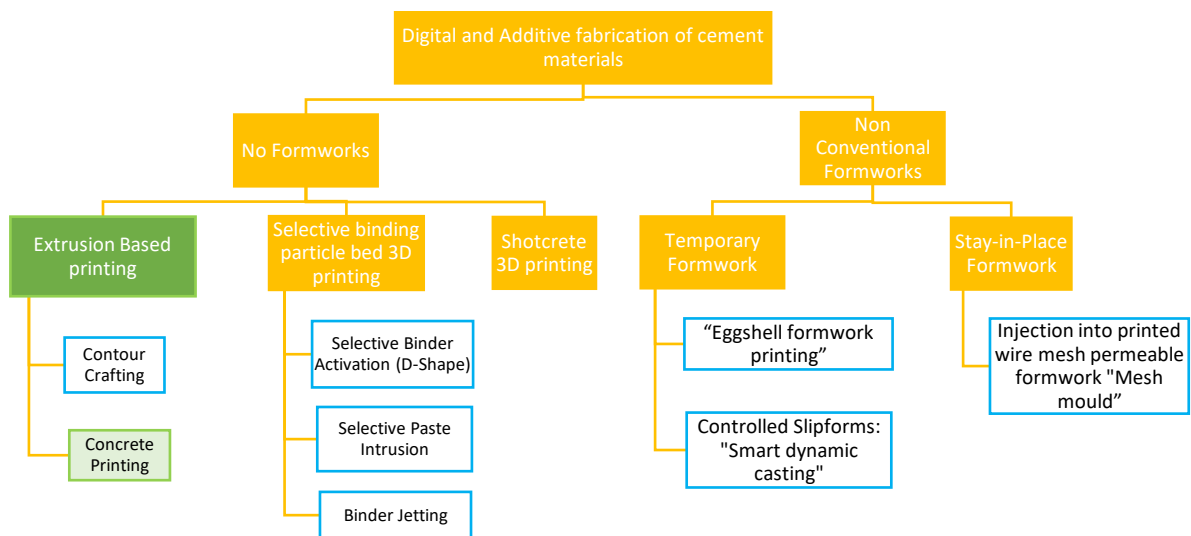 Digital and Additive fabrication of cement
materials
No Formworks
Non
Conventional
Formworks
Extrusion Based
printing
Selective binding
particle bed 3D
printing
Shotcrete
3D printing
Temporary
Formwork
Stay-in-Place
Formwork
Contour
Crafting
Concrete
Printing
Selective Binder
Activation (D-Shape)
Selective Paste
Intrusion
Binder Jetting
“Eggshell formwork
printing”
Controlled Slipforms:
"Smart dynamic
casting"
Injection into printed
wire mesh permeable
formwork "Mesh
mould”